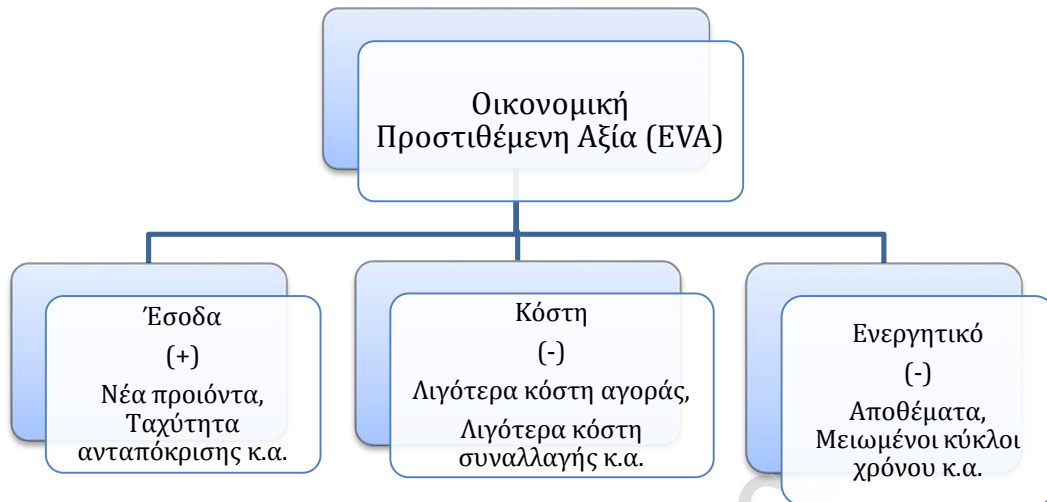 Οικονομική
Προστιθέμενη Αξία (EVA)
Έσοδα
(+)
Νέα προιόντα,
Ταχύτητα
ανταπόκρισης κ.α.
Κόστη
(-)
Λιγότερα κόστη αγοράς,
Λιγότερα κόστη
συναλλαγής κ.α.
Ενεργητικό
(-)
Αποθέματα,
Μειωμένοι κύκλοι
χρόνου κ.α.